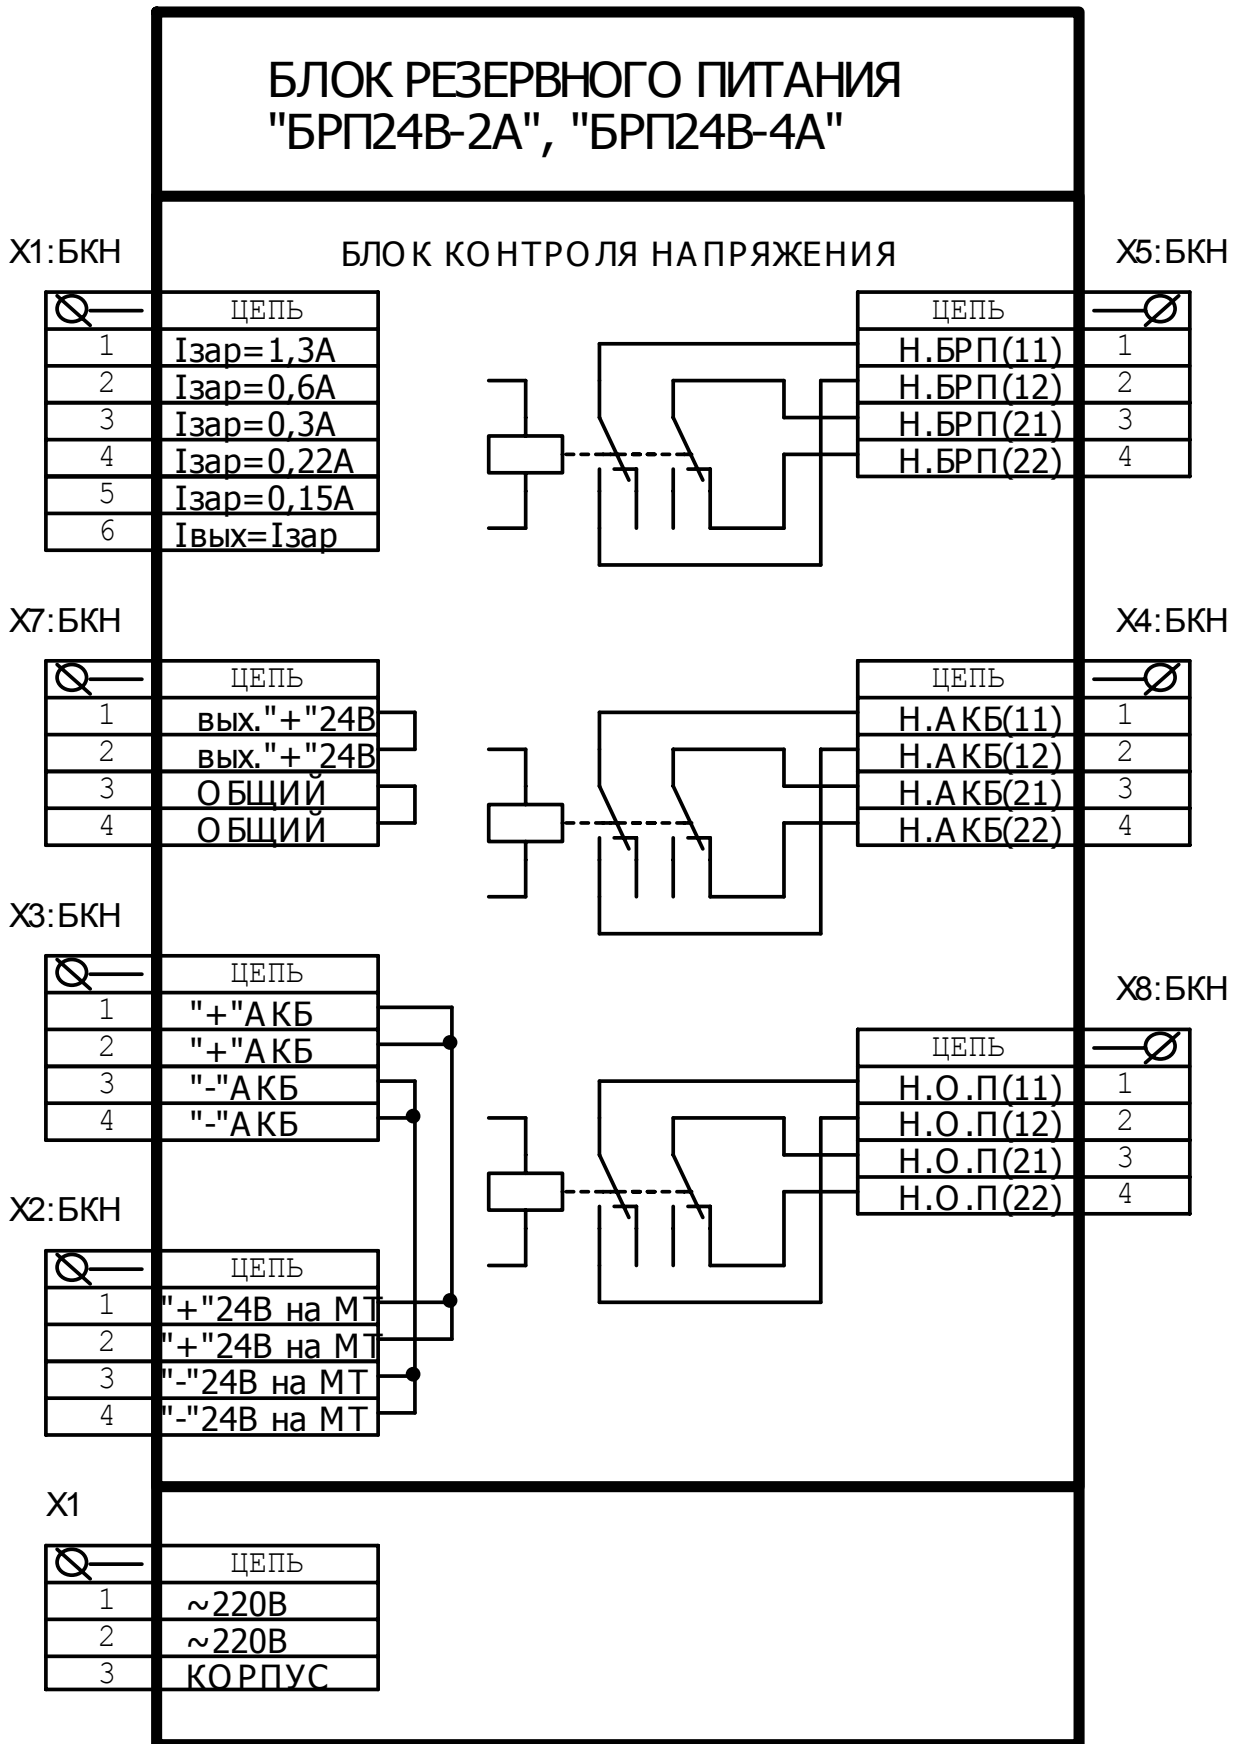 БЛОК РЕЗЕРВНОГО ПИТАНИЯ
"БРП24В-2А", "БРП24В-4А"
БЛОК КОНТРОЛЯ НАПРЯЖЕНИЯ
X1:БКН
ЦЕПЬ
1 Iзар=1,3А
2 Iзар=0,6А
3 Iзар=0,3А
4 Iзар=0,22А
5 Iзар=0,15А
6 Iвых=Iзар
X5:БКН
ЦЕПЬ
Н.БРП(11) 1
Н.БРП(12) 2
Н.БРП(21) 3
Н.БРП(22) 4
X7:БКН
ЦЕПЬ
1 вых."+"24В
2 вых."+"24В
3 ОБЩИЙ
4 ОБЩИЙ
X4:БКН
ЦЕПЬ
Н.АКБ(11) 1
Н.АКБ(12) 2
Н.АКБ(21) 3
Н.АКБ(22) 4
X3:БКН
ЦЕПЬ
1 "+"АКБ
2 "+"АКБ
3 "-"АКБ
4 "-"АКБ
X8:БКН
ЦЕПЬ
Н.О.П(11) 1
Н.О.П(12) 2
Н.О.П(21) 3
Н.О.П(22) 4
X2:БКН
ЦЕПЬ
1 "+"24В на МТ
2 "+"24В на МТ
3 "-"24В на МТ
4 "-"24В на МТ
X1
ЦЕПЬ
1 ~220В
2 ~220В
3 КОРПУС